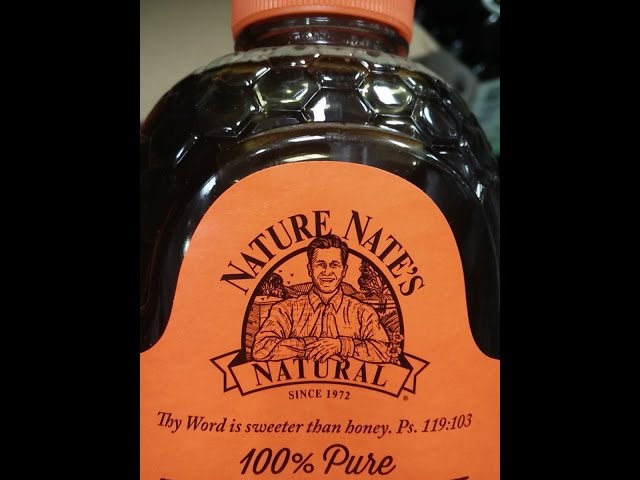 NATURE NATE'S
NATURAL
SINCE 1972
®
Thy Word is sweeter than honey. Ps. 119:103
100% Pure